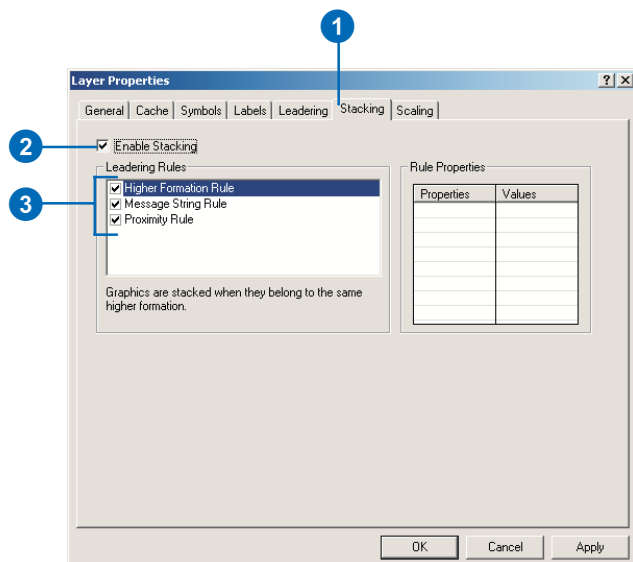 1
Layer Properties
General Cache Symbols Labels Leadering Stacking Scaling
2
Enable Stacking
Leadering Rules
Rule Properties
3
Higher Formation Rule
Message String Rule
Proximity Rule
Properties Values
Graphics are stacked when they belong to the same
higher formation.
OK Cancel Apply